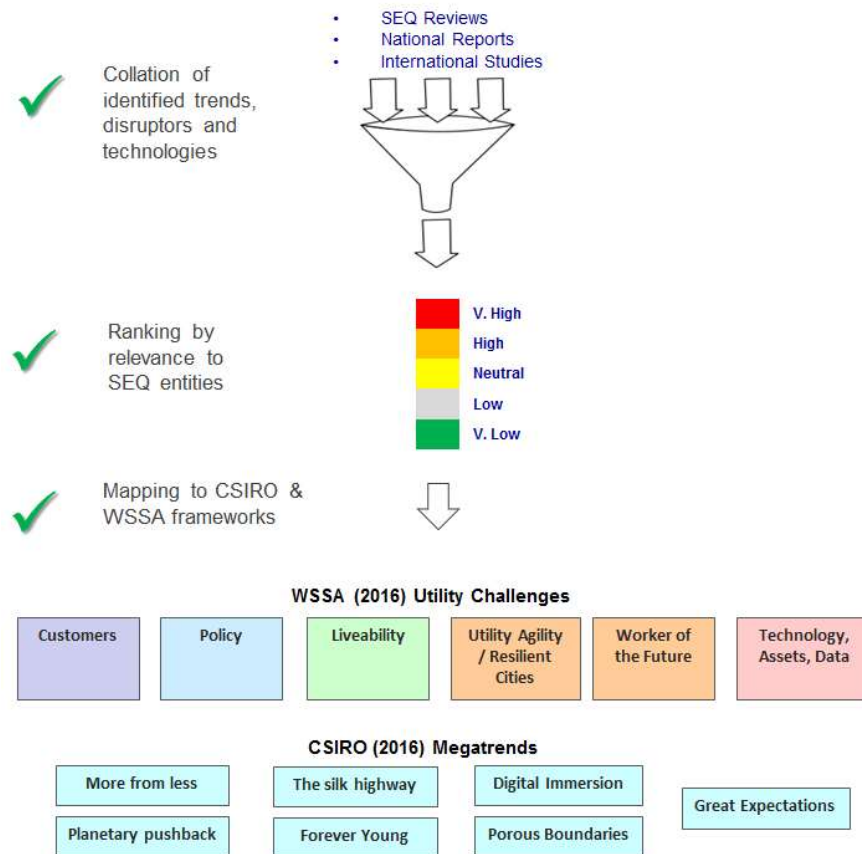 • SEQ Reviews
• National Reports
• International Studies
Collation of
identified trends,
disruptors and
technologies
Ranking by
relevance to
SEQ entities
V. High
High
Neutral
Low
V. Low
Mapping to CSIRO &
WSSA frameworks
WSSA (2016) Utility Challenges
Customers
Policy
Liveability
Utility Agility
/ Resilient
Cities
Worker of
the Future
Technology,
Assets, Data
CSIRO (2016) Megatrends
More from less
The silk highway
Digital Immersion
Great Expectations
Planetary pushback
Forever Young
Porous Boundaries